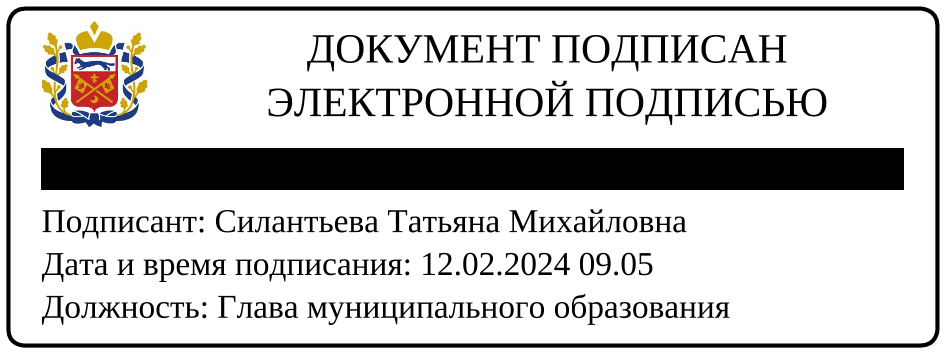 ДОКУМЕНТ ПОДПИСАН
ЭЛЕКТРОННОЙ ПОДПИСЬЮ
Подписант: Силантьева Татьяна Михайловна
Дата и время подписания: 12.02.2024 09.05
Должность: Глава муниципального образования